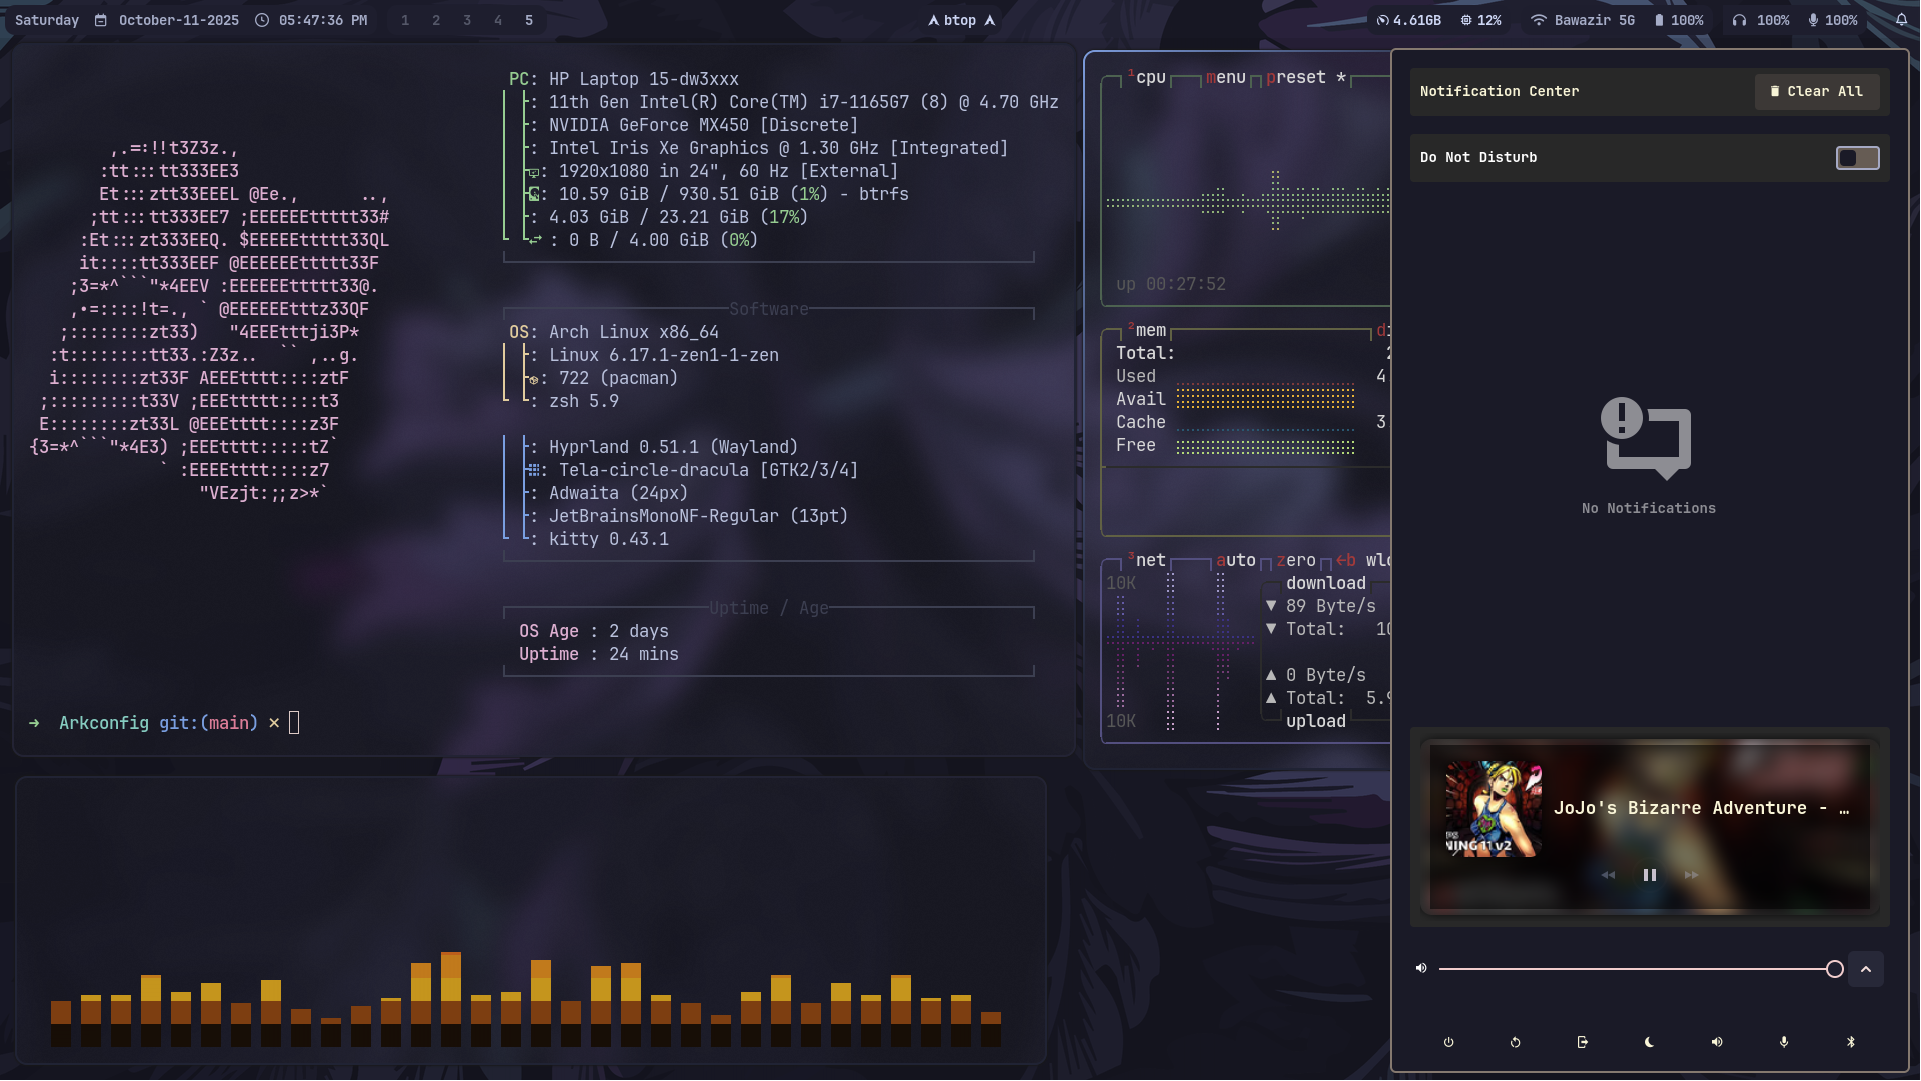 Saturday October-11-2025 05:47:36 PM 1 2 3 4 5
btop
4.61GB 12% Bawazir 5G 100% 100% 100%
PC: HP Laptop 15-dw3xxx
: 11th Gen Intel(R) Core(TM) i7-1165G7 (8) @ 4.70 GHz
: NVIDIA GeForce MX450 [Discrete]
: Intel Iris Xe Graphics @ 1.30 GHz [Integrated]
: 1920x1080 in 24", 60 Hz [External]
: 10.59 GiB / 930.51 GiB (1%) - btrfs
: 4.03 GiB / 23.21 GiB (17%)
: 0 B / 4.00 GiB (0%)
Software
OS: Arch Linux x86_64
: Linux 6.17.1-zen1-1-zen
: 722 (pacman)
: zsh 5.9
: Hyprland 0.51.1 (Wayland)
: Tela-circle-dracula [GTK2/3/4]
: Adwaita (24px)
: JetBrainsMonoNF-Regular (13pt)
: kitty 0.43.1
Uptime / Age
OS Age : 2 days
Uptime : 24 mins
,.=:!!t3Z3z.,
:tt:::tt333EE3
Et:::ztt33EEEL @Ee., ..,
;tt:::tt333EE7 ;EEEEEEttttt33#
:Et:::zt333EEQ. $EEEEEttttt33QL
it::::tt333EEF @EEEEEEttttt33F
;3=*^```"*4EEV :EEEEEEttttt33@.
,•=::::!t=., ` @EEEEEEtttz33QF
;::::::::zt33) "4EEEtttji3P*
:t::::::::tt33.:Z3z.. `` ,..g.
i::::::::zt33F AEEEtttt::::ztF
;:::::::::t33V ;EEEttttt::::t3
E::::::::zt33L @EEEtttt::::z3F
{3=*^```"*4E3) ;EEEtttt:::::tZ`
` :EEEEtttt::::z7
"VEzjt:;;z>*`
➜ Arkconfig git:(main) ✕
¹cpu menu preset *
up 00:27:52
²mem
Total:
Used 4.
Avail
Cache 3.
Free
³net auto zero ←b
10K
download
▼ 89 Byte/s
▼ Total:
▲ 0 Byte/s
▲ Total:
upload
10K
Notification Center Clear All
Do Not Disturb
No Notifications
JoJo's Bizarre Adventure - …
NING 11 v2